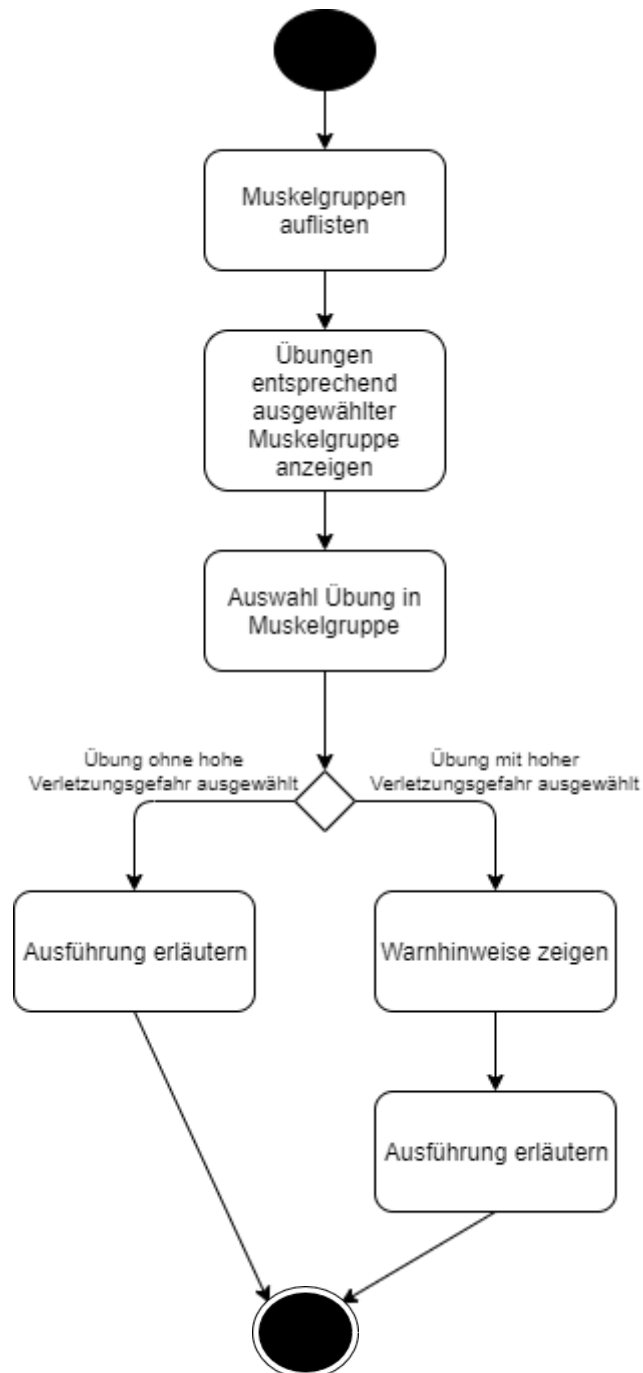 Muskelgruppen
auflisten
Übungen
entsprechend
ausgewählter
Muskelgruppe
anzeigen
Auswahl Übung in
Muskelgruppe
Übung ohne hohe
Verletzungsgefahr ausgewählt
Übung mit hoher
Verletzungsgefahr ausgewählt
Ausführung erläutern
Warnhinweise zeigen
Ausführung erläutern